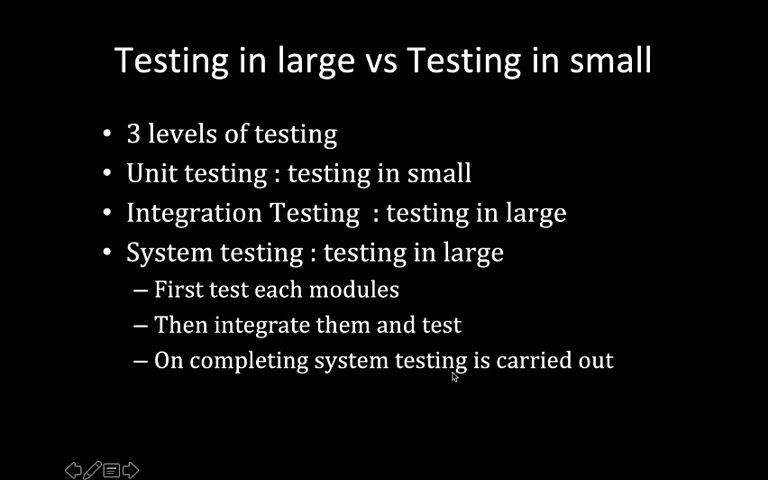 Testing in large vs Testing in small
• 3 levels of testing
• Unit testing : testing in small
• Integration Testing : testing in large
• System testing : testing in large
– First test each modules
– Then integrate them and test
– On completing system testing is carried out